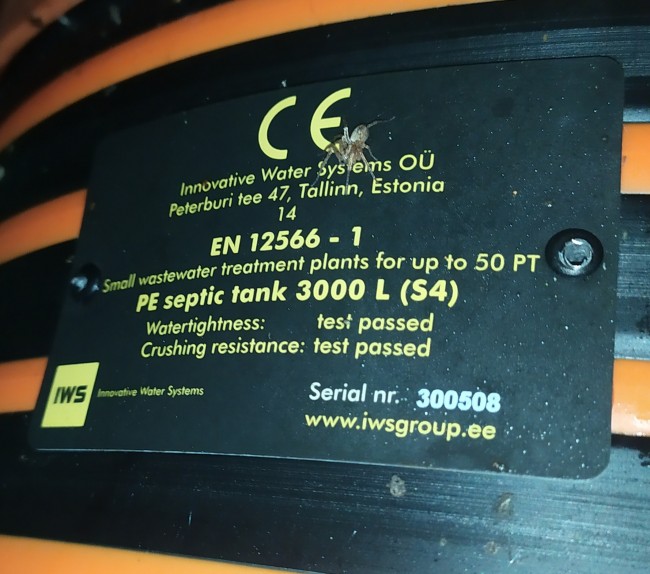 CE
Innovative Water Systems OÜ
Peterburi tee 47, Tallinn, Estonia
14
EN 12566 - 1
Small wastewater treatment plants for up to 50 PT
PE septic tank 3000 L (S4)
Watertightness: test passed
Crushing resistance: test passed
IWS Innovative Water Systems
Serial nr. 300508
www.iwsgroup.ee